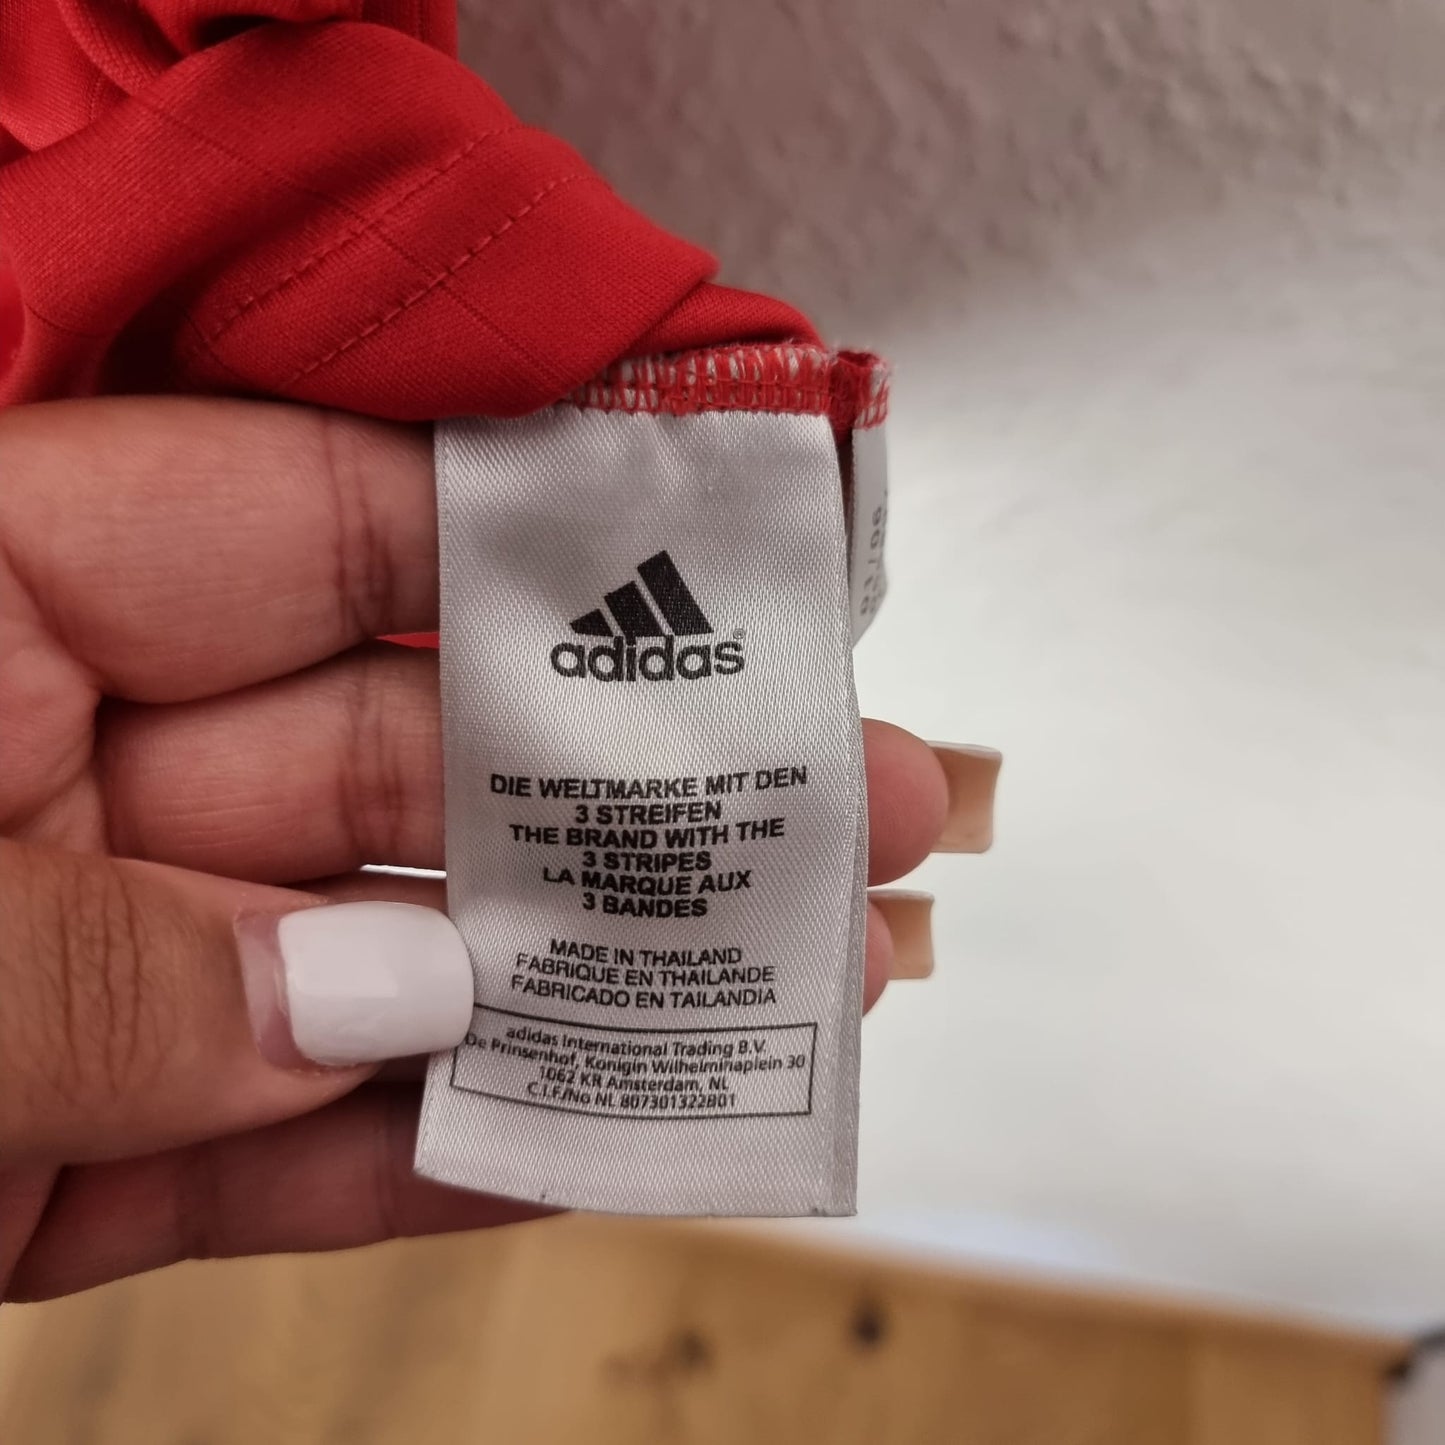 adidas®
DIE WELTMARKE MIT DEN
3 STREIFEN
THE BRAND WITH THE
3 STRIPES
LA MARQUE AUX
3 BANDES
MADE IN THAILAND
FABRIQUE EN THAILANDE
FABRICADO EN TAILANDIA
adidas International Trading B.V.
De Prinsenhof, Konigin Wilhelminaplein 30
1062 KR Amsterdam, NL
C.I.F./No NL 807301322B01
01/06